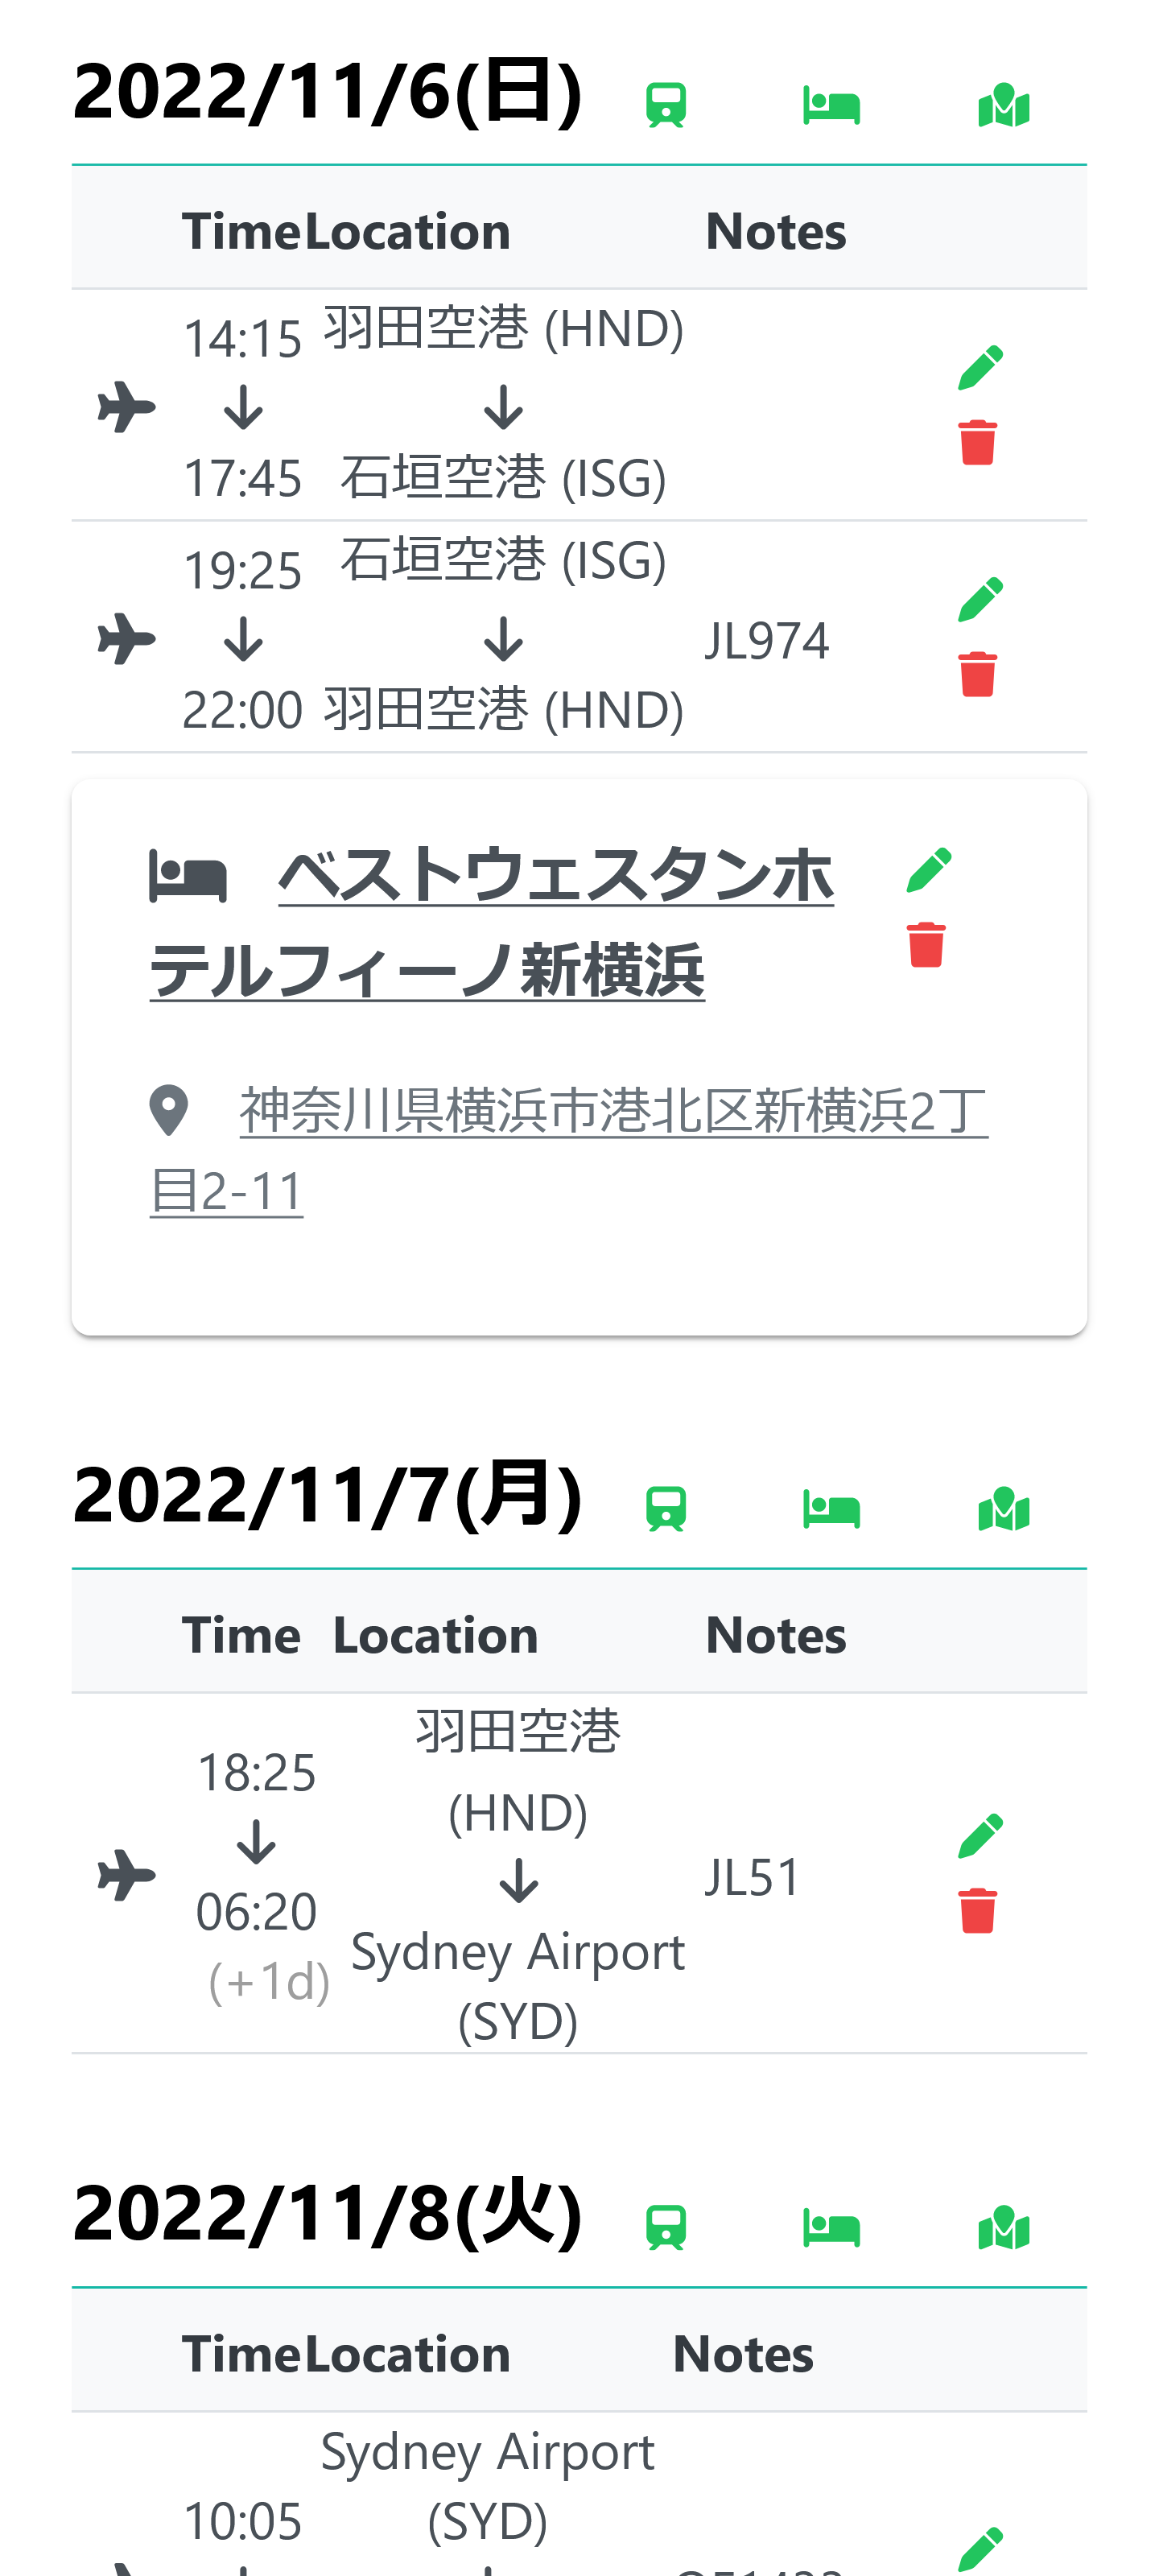 2022/11/6(日)
Time Location Notes
14:15 羽田空港 (HND)
↓ ↓
17:45 石垣空港 (ISG)
19:25 石垣空港 (ISG)
↓ ↓ JL974
22:00 羽田空港 (HND)
ベストウェスタンホ
テルフィーノ新横浜
神奈川県横浜市港北区新横浜2丁
目2-11
2022/11/7(月)
Time Location Notes
羽田空港
18:25 (HND)
↓ ↓ JL51
06:20 Sydney Airport
(+1d) (SYD)
2022/11/8(火)
Time Location Notes
Sydney Airport
10:05 (SYD)